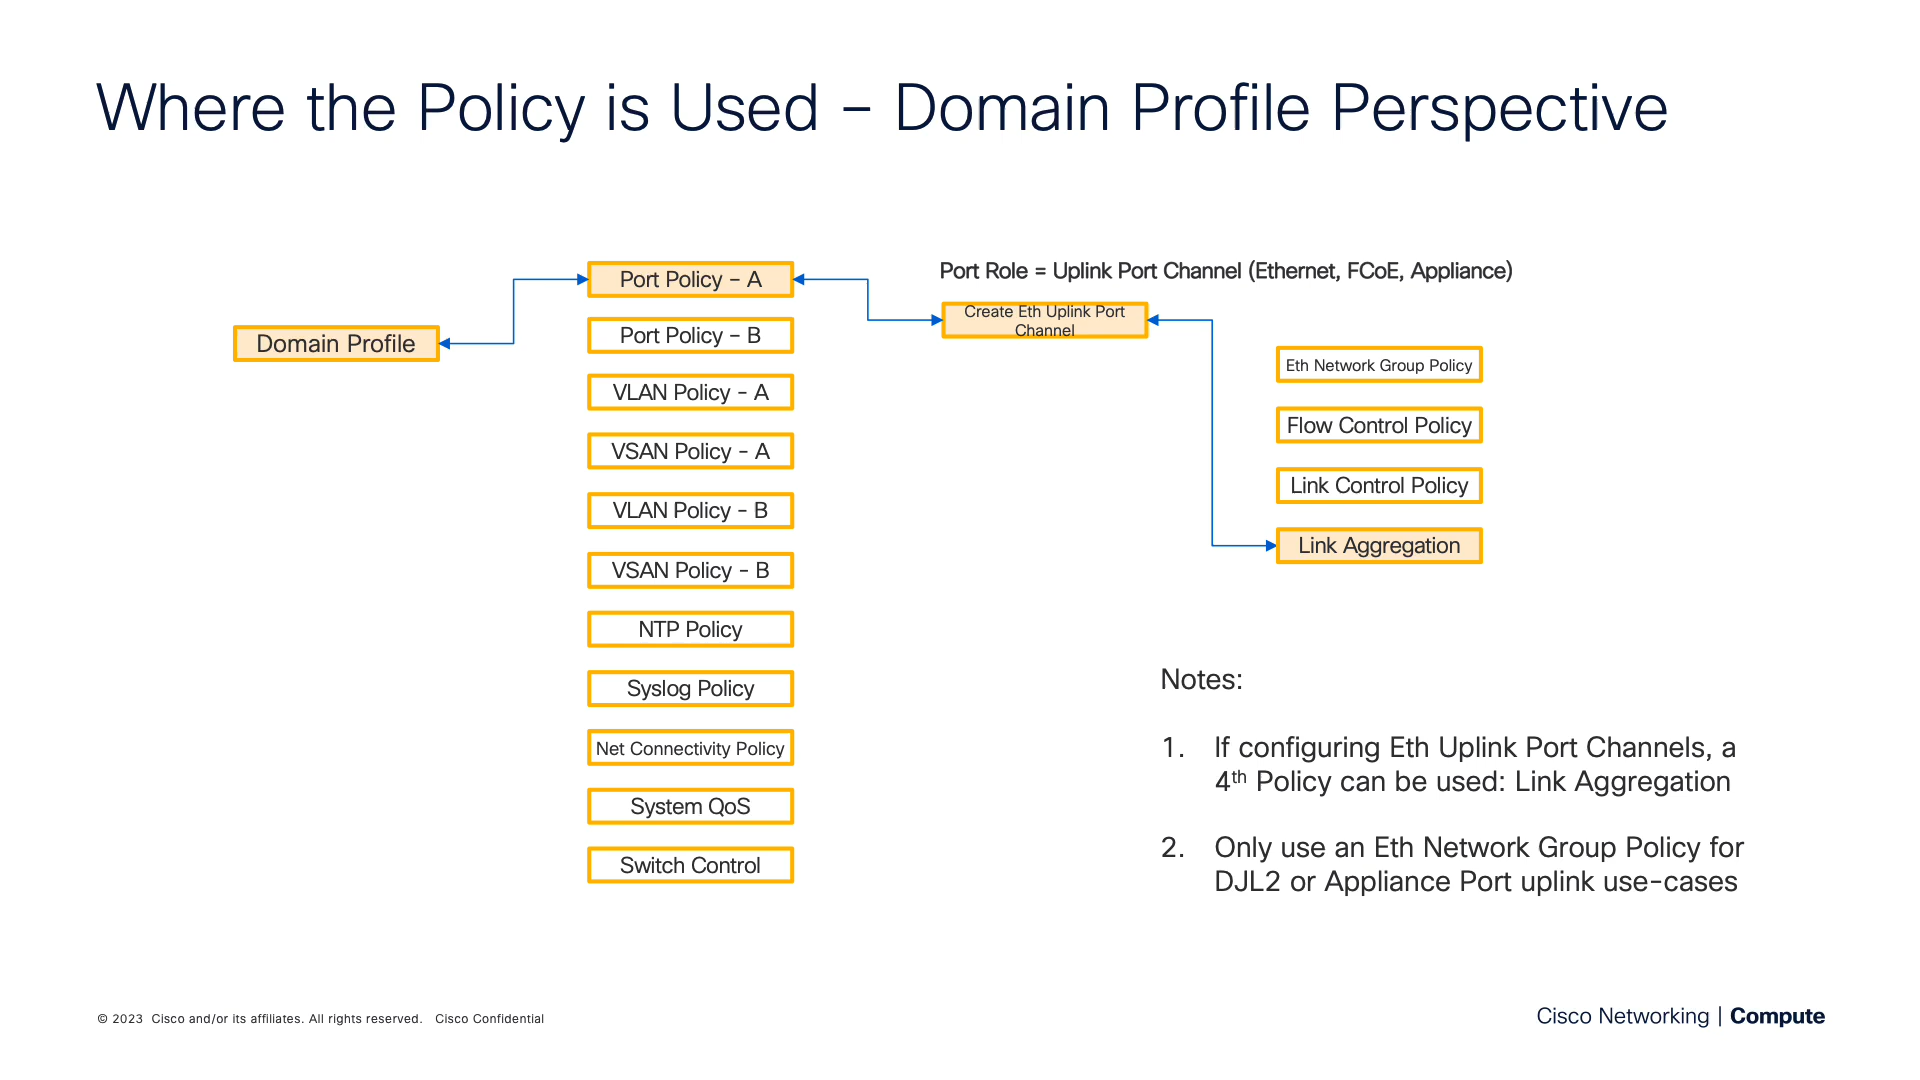 Where the Policy is Used – Domain Profile Perspective
Domain Profile
Port Policy – A
Port Policy – B
VLAN Policy – A
VSAN Policy – A
VLAN Policy – B
VSAN Policy – B
NTP Policy
Syslog Policy
Net Connectivity Policy
System QoS
Switch Control
Port Role = Uplink Port Channel (Ethernet, FCoE, Appliance)
Create Eth Uplink Port
Channel
Eth Network Group Policy
Flow Control Policy
Link Control Policy
Link Aggregation
Notes:
1. If configuring Eth Uplink Port Channels, a
4th Policy can be used: Link Aggregation
2. Only use an Eth Network Group Policy for
DJL2 or Appliance Port uplink use-cases
© 2023 Cisco and/or its affiliates. All rights reserved. Cisco Confidential
Cisco Networking | Compute